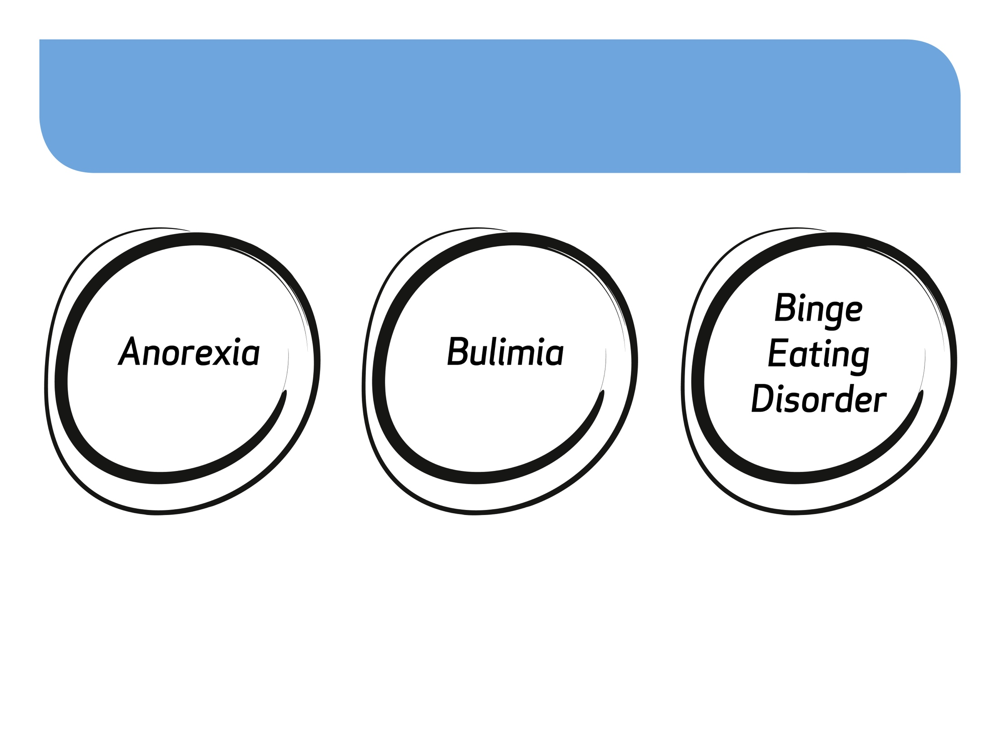 Anorexia
Bulimia
Binge
Eating
Disorder